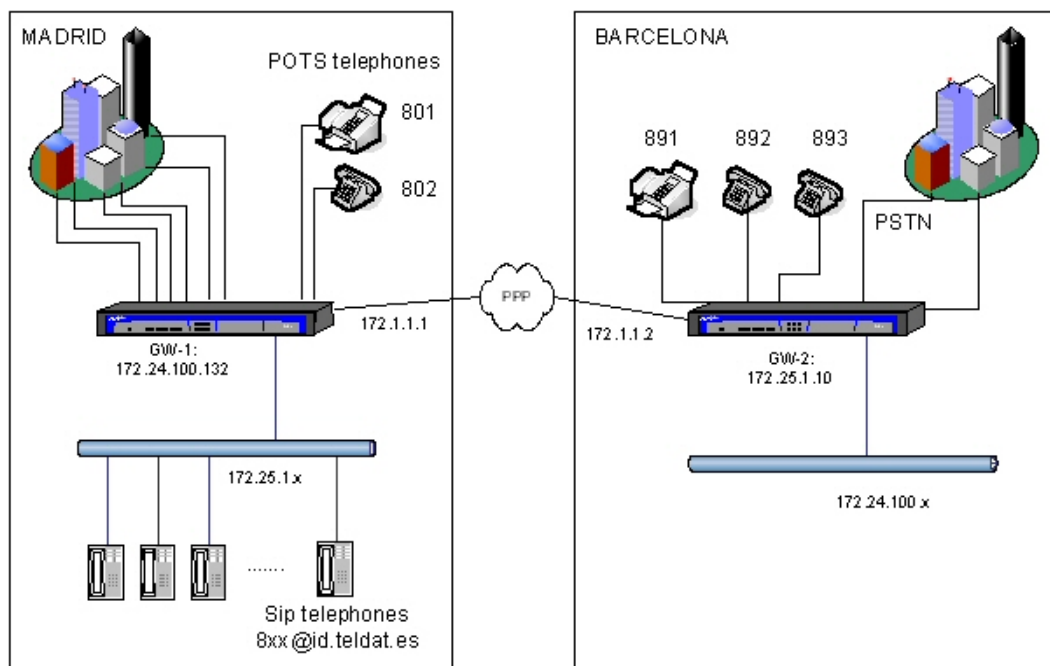 MADRID
POTS telephones
801
802
GW-1:
172.24.100.132
172.1.1.1
172.25.1.x
.......
Sip telephones
8xx@id.teldat.es
PPP
BARCELONA
891
892
893
PSTN
172.1.1.2
GW-2:
172.25.1.10
172.24.100.x